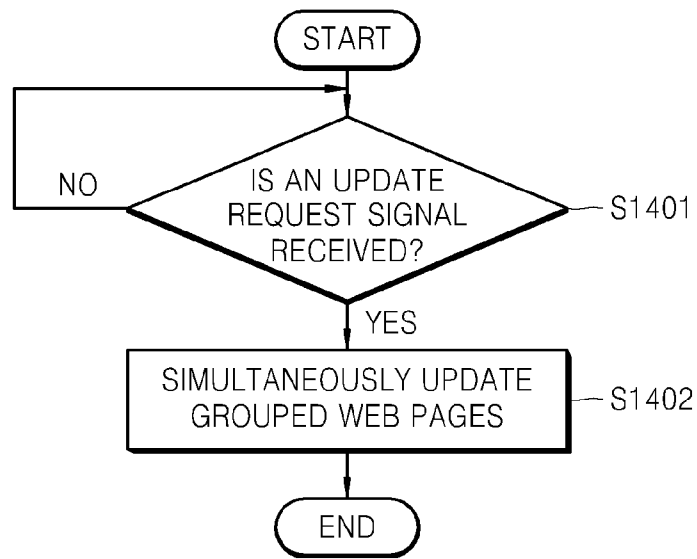 START
NO
IS AN UPDATE
REQUEST SIGNAL
RECEIVED?
S1401
YES
SIMULTANEOUSLY UPDATE
GROUPED WEB PAGES
S1402
END